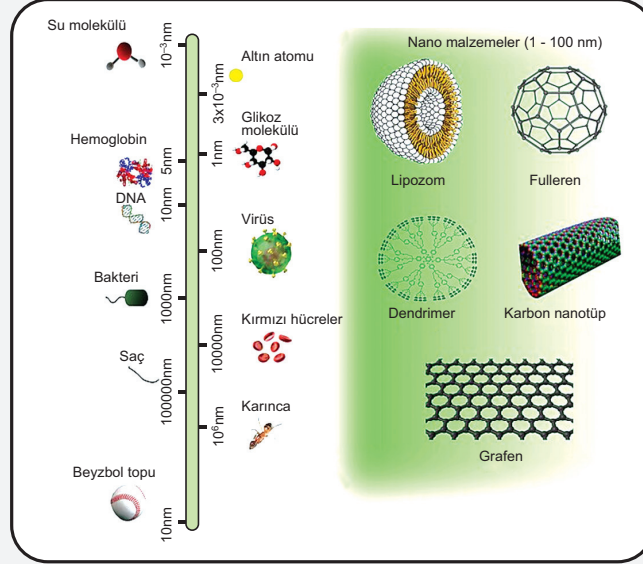 Su molekülü
10⁻³nm
Altın atomu
3x10⁻³nm
Glikoz
molekülü
1nm
Hemoglobin
5nm
DNA
10nm
Virüs
100nm
Bakteri
1000nm
Kırmızı hücreler
10000nm
Saç
100000nm
Karınca
10⁶nm
Beyzbol topu
10nm
Nano malzemeler (1 - 100 nm)
Lipozom
Fulleren
Dendrimer
Karbon nanotüp
Grafen